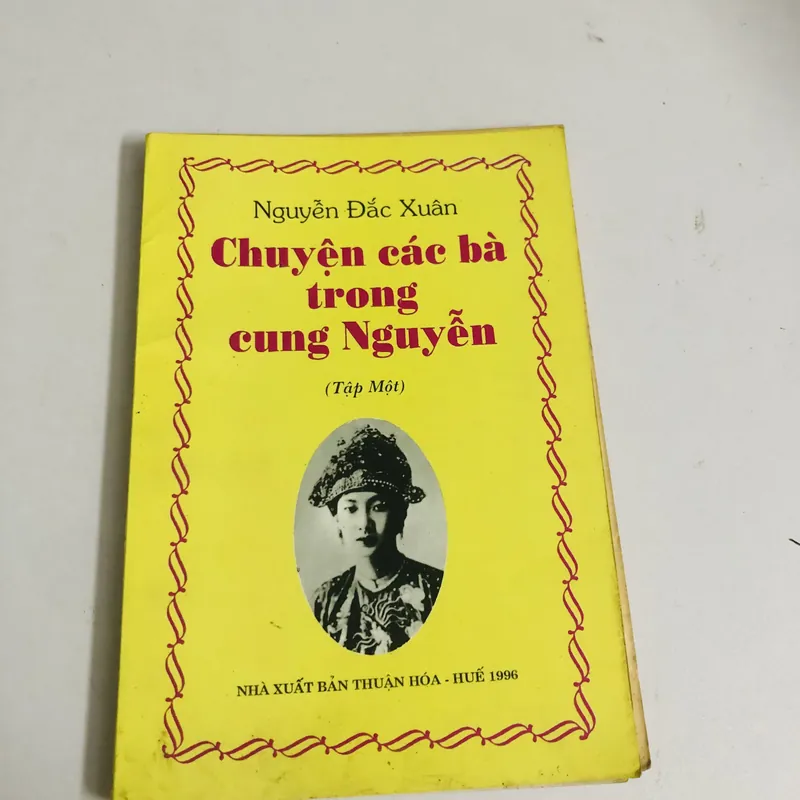 Nguyễn Đắc Xuân
Chuyện các bà
trong
cung Nguyễn
(Tập Một)
NHÀ XUẤT BẢN THUẬN HÓA - HUẾ 1996